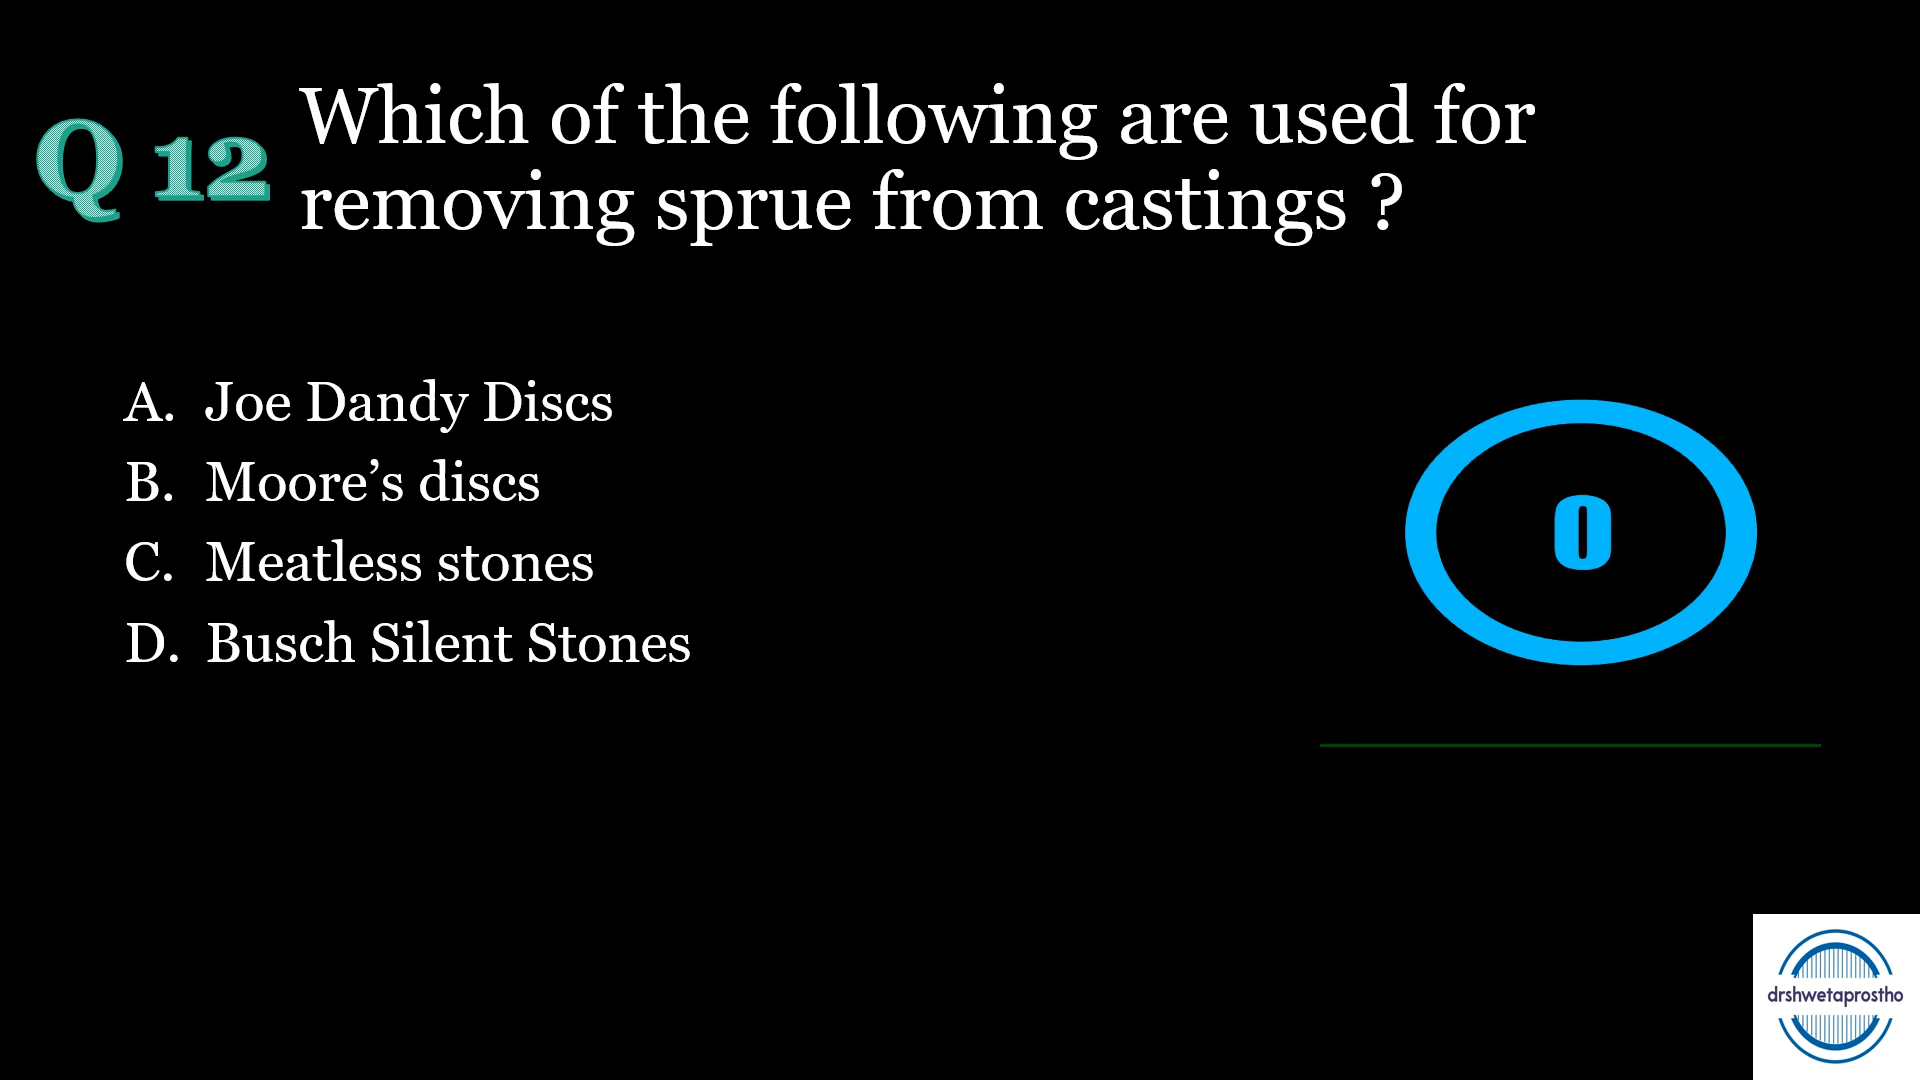 Q 12
Which of the following are used for
removing sprue from castings ?
A. Joe Dandy Discs
B. Moore’s discs
C. Meatless stones
D. Busch Silent Stones
0
drshwetaprostho